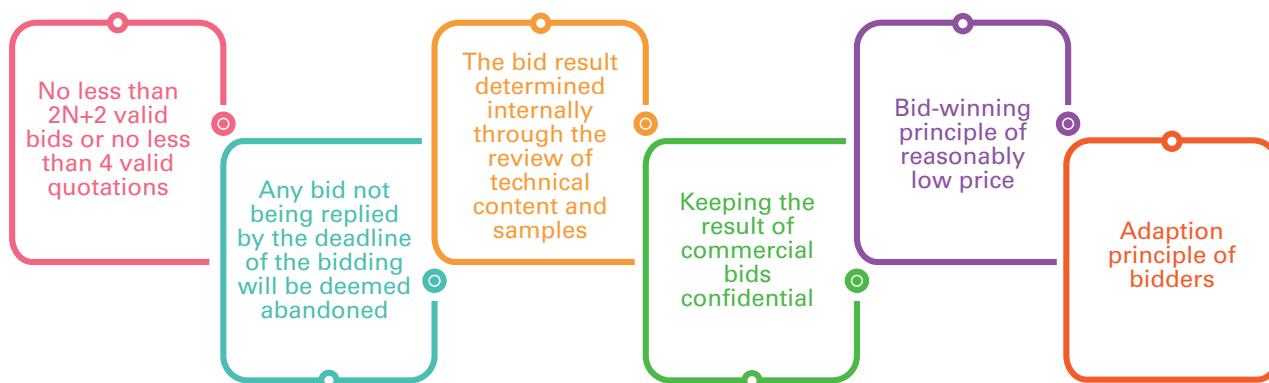 No less than
2N+2 valid
bids or no less
than 4 valid
quotations
Any bid not
being replied
by the deadline
of the bidding
will be deemed
abandoned
The bid result
determined
internally
through the
review of
technical
content and
samples
Keeping the
result of
commercial
bids
confidential
Bid-winning
principle of
reasonably
low price
Adaption
principle of
bidders